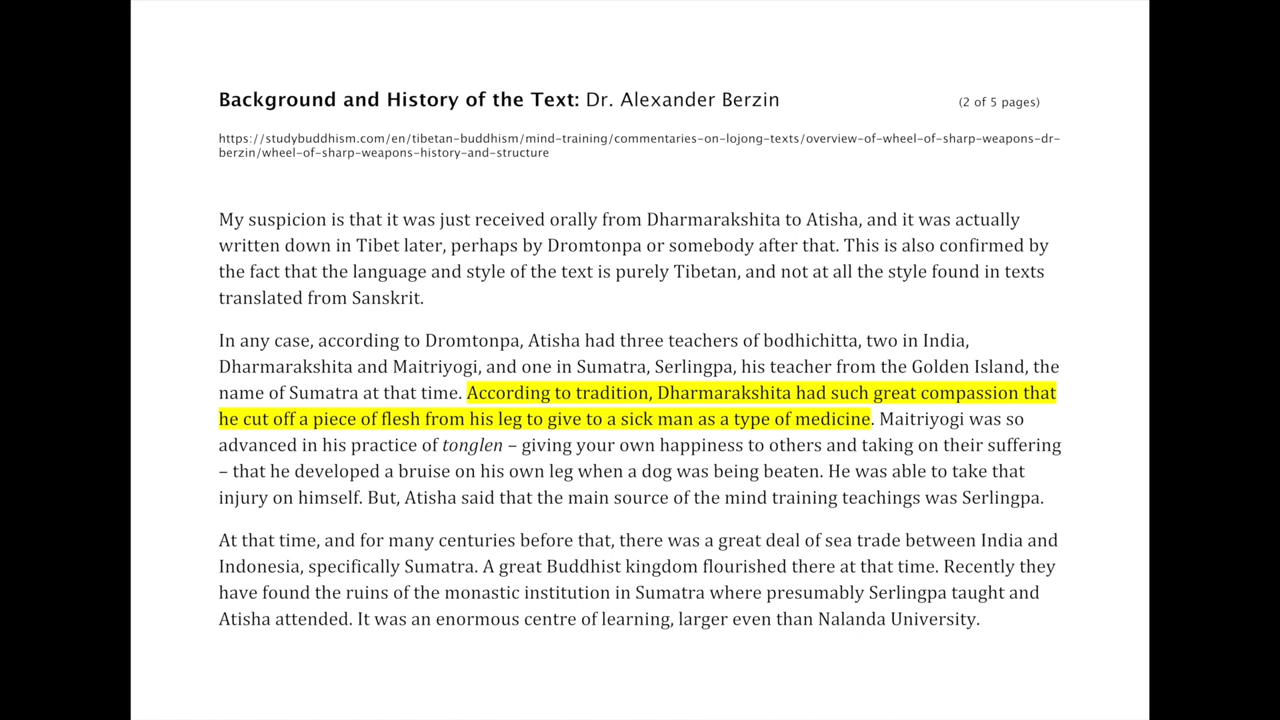 Background and History of the Text: Dr. Alexander Berzin (2 of 5 pages)
https://studybuddhism.com/en/tibetan-buddhism/mind-training/commentaries-on-lojong-texts/overview-of-wheel-of-sharp-weapons-dr-
berzin/wheel-of-sharp-weapons-history-and-structure
My suspicion is that it was just received orally from Dharmarakshita to Atisha, and it was actually
written down in Tibet later, perhaps by Dromtonpa or somebody after that. This is also confirmed by
the fact that the language and style of the text is purely Tibetan, and not at all the style found in texts
translated from Sanskrit.
In any case, according to Dromtonpa, Atisha had three teachers of bodhichitta, two in India,
Dharmarakshita and Maitriyogi, and one in Sumatra, Serlingpa, his teacher from the Golden Island, the
name of Sumatra at that time. According to tradition, Dharmarakshita had such great compassion that
he cut off a piece of flesh from his leg to give to a sick man as a type of medicine. Maitriyogi was so
advanced in his practice of tonglen – giving your own happiness to others and taking on their suffering
– that he developed a bruise on his own leg when a dog was being beaten. He was able to take that
injury on himself. But, Atisha said that the main source of the mind training teachings was Serlingpa.
At that time, and for many centuries before that, there was a great deal of sea trade between India and
Indonesia, specifically Sumatra. A great Buddhist kingdom flourished there at that time. Recently they
have found the ruins of the monastic institution in Sumatra where presumably Serlingpa taught and
Atisha attended. It was an enormous centre of learning, larger even than Nalanda University.